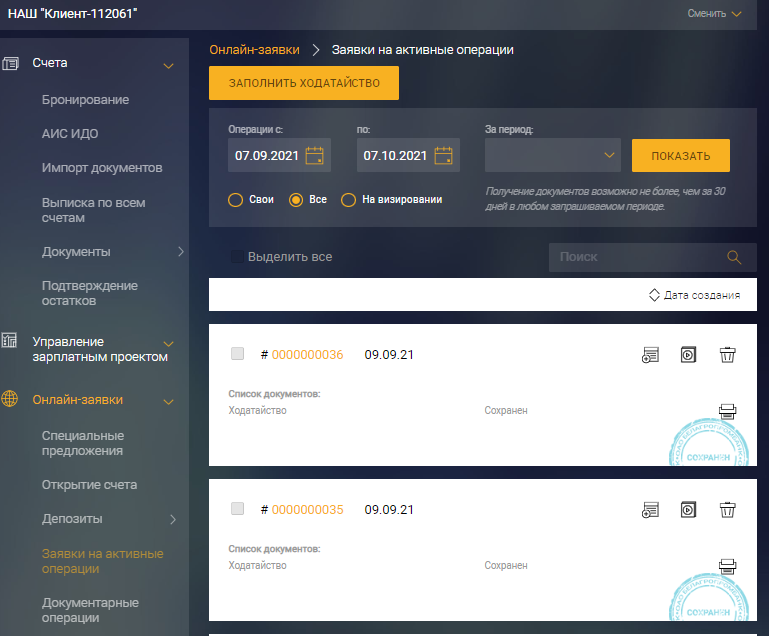 НАШ "Клиент-112061"
Сменить
Счета
Бронирование
АИС ИДО
Импорт документов
Выписка по всем
счетам
Документы
Подтверждение
остатков
Управление
зарплатным проектом
Онлайн-заявки
Специальные
предложения
Открытие счета
Депозиты
Заявки на активные
операции
Документарные
операции
Онлайн-заявки > Заявки на активные операции
ЗАПОЛНИТЬ ХОДАТАЙСТВО
Операции с: по: За период:
07.09.2021 07.10.2021 ПОКАЗАТЬ
Свои Все На визировании
Получение документов возможно не более, чем за 30
дней в любом запрашиваемом периоде.
Выделить все Поиск
Дата создания
# 0000000036 09.09.21
Список документов:
Ходатайство Сохранен
СОХРАНЕН
# 0000000035 09.09.21
Список документов:
Ходатайство Сохранен
СОХРАНЕН